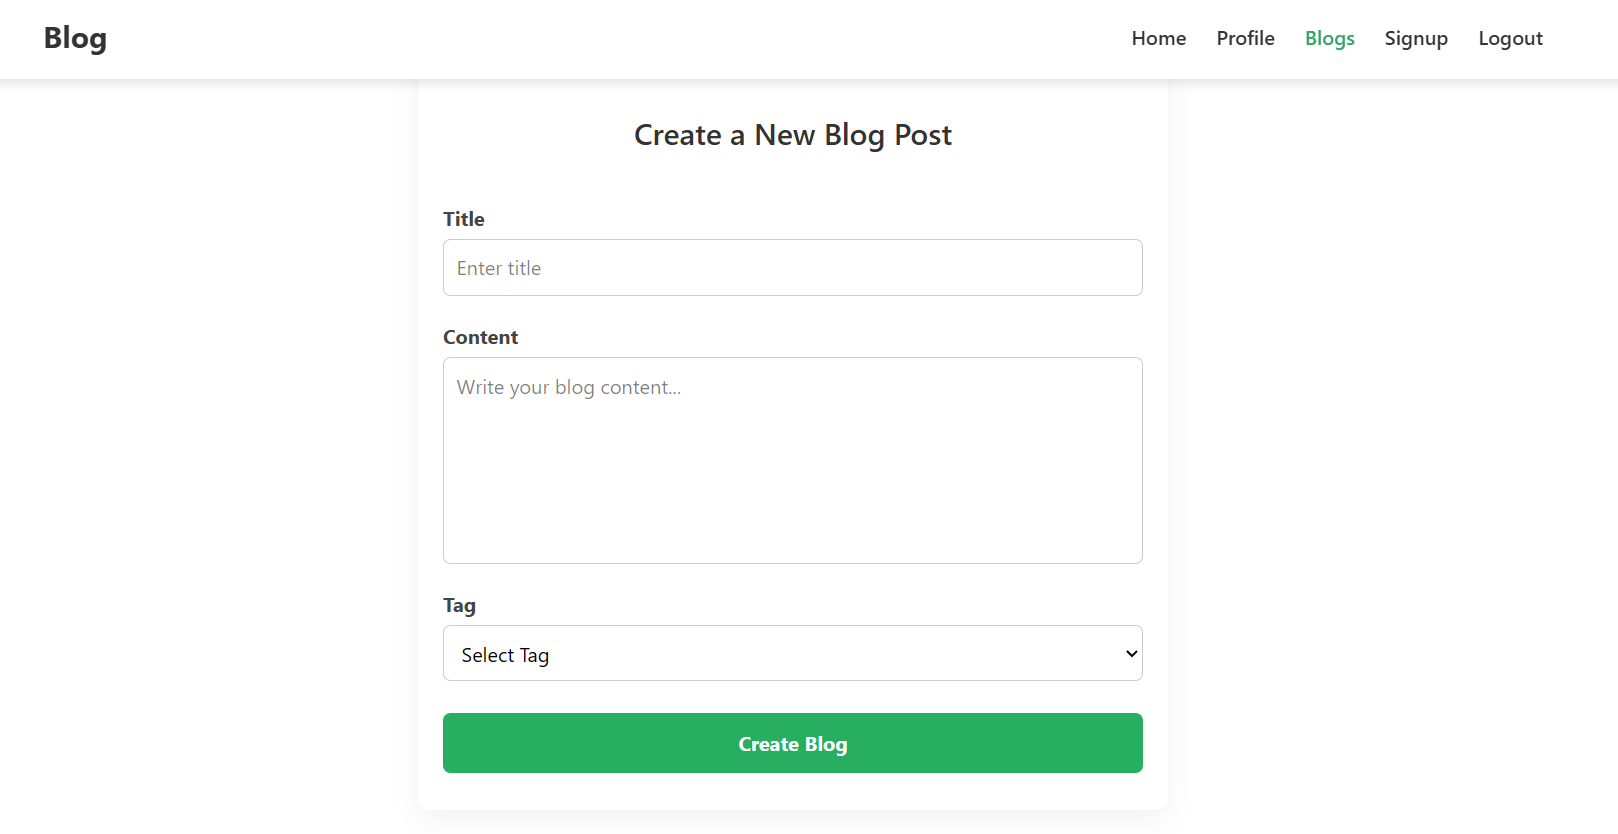 Blog
Home Profile Blogs Signup Logout
Create a New Blog Post
Title
Enter title
Content
Write your blog content...
Tag
Select Tag
Create Blog